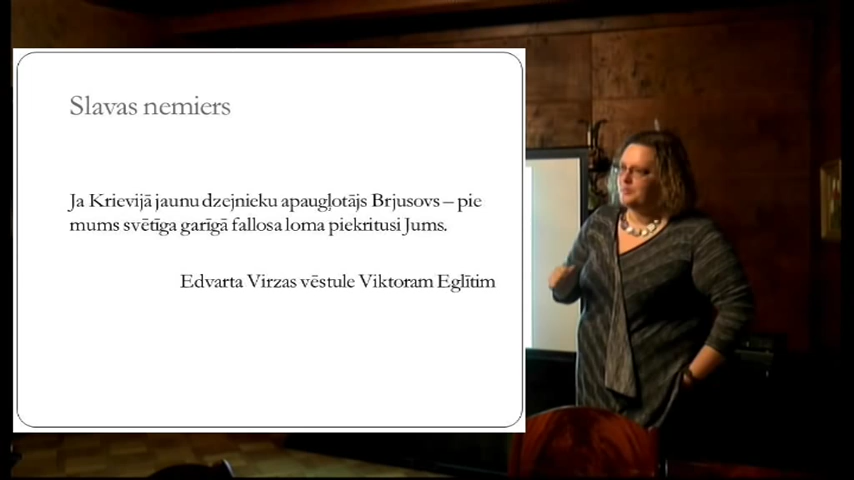 Slavas nemiers
Ja Krievijā jaunu dzejnieku apaugļotājs Brjusovs – pie
mums svētīga garīgā fallosa loma piekritusi Jums.
Edvarta Virzas vēstule Viktoram Eglītim